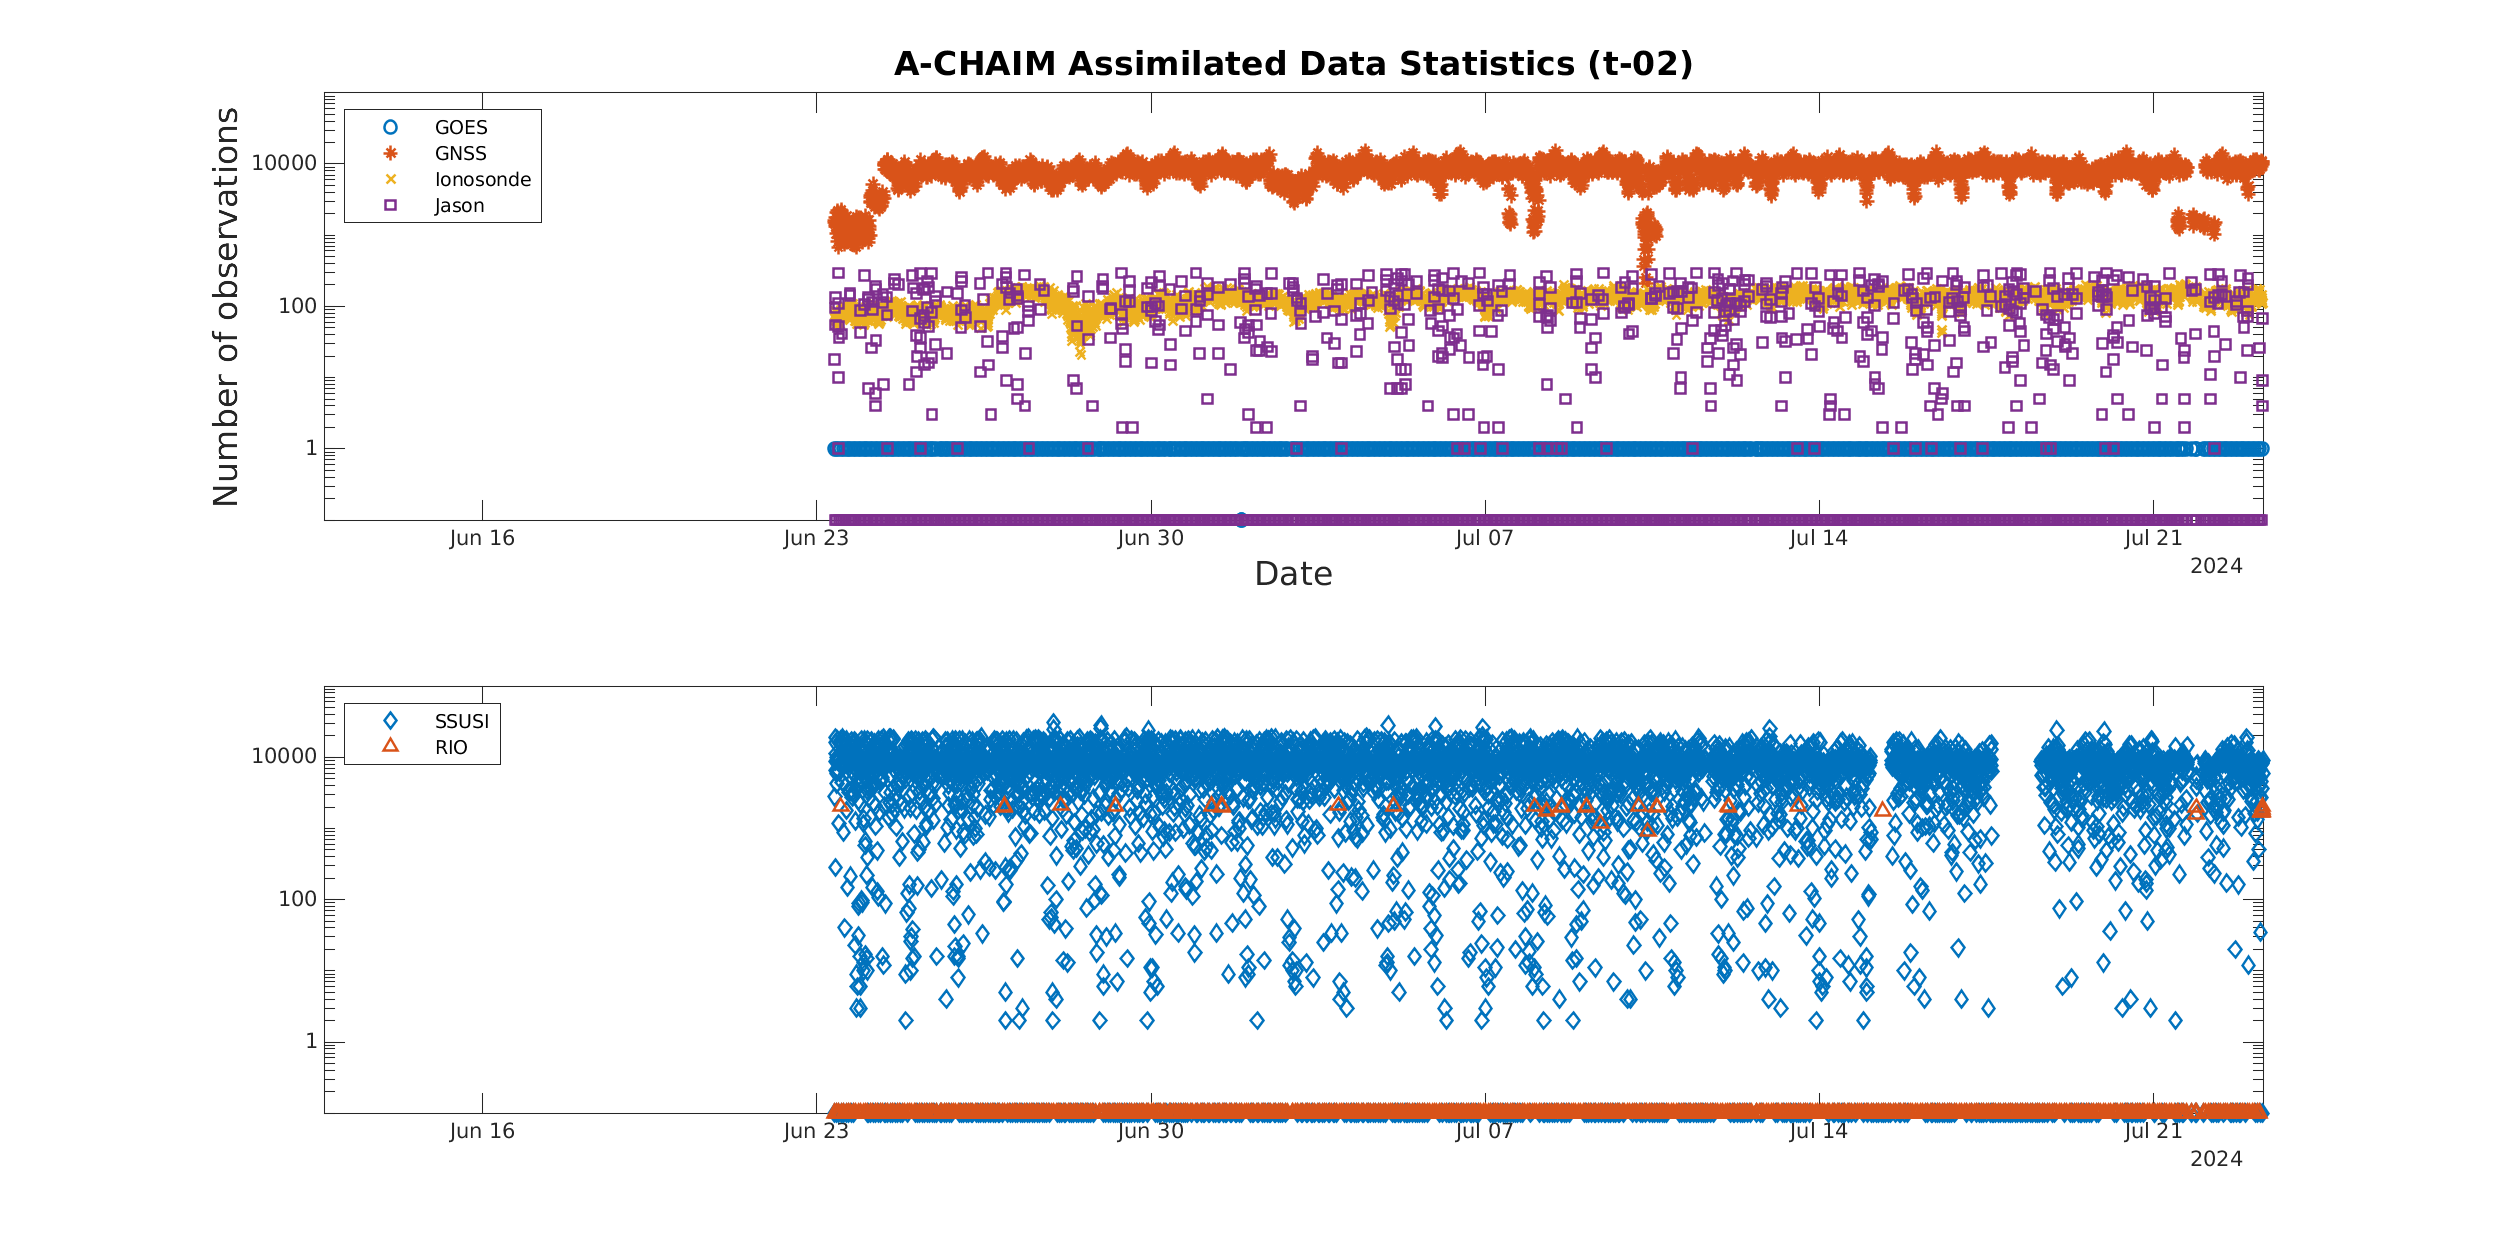 A-CHAIM Assimilated Data Statistics (t-02)
Number of observations
10000
100
1
GOES
GNSS
Ionosonde
Jason
Jun 16
Jun 23
Jun 30
Jul 07
Jul 14
Jul 21
2024
Date
10000
100
1
SSUSI
RIO
Jun 16
Jun 23
Jun 30
Jul 07
Jul 14
Jul 21
2024